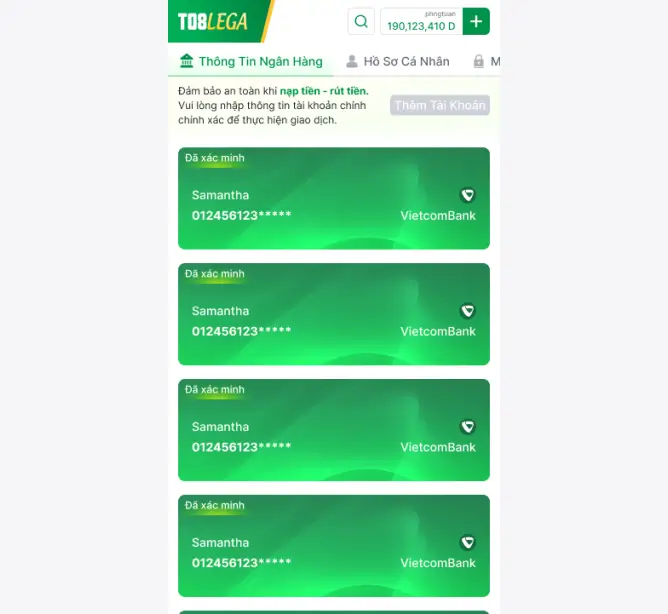 TO8LEGA
phngtuan
190,123,410 D
Thông Tin Ngân Hàng
Hồ Sơ Cá Nhân
M
Đảm bảo an toàn khi nạp tiền - rút tiền.
Vui lòng nhập thông tin tài khoản chính
chính xác để thực hiện giao dịch.
Thêm Tài Khoản
Đã xác minh
Samantha
012456123*****
VietcomBank
Đã xác minh
Samantha
012456123*****
VietcomBank
Đã xác minh
Samantha
012456123*****
VietcomBank
Đã xác minh
Samantha
012456123*****
VietcomBank